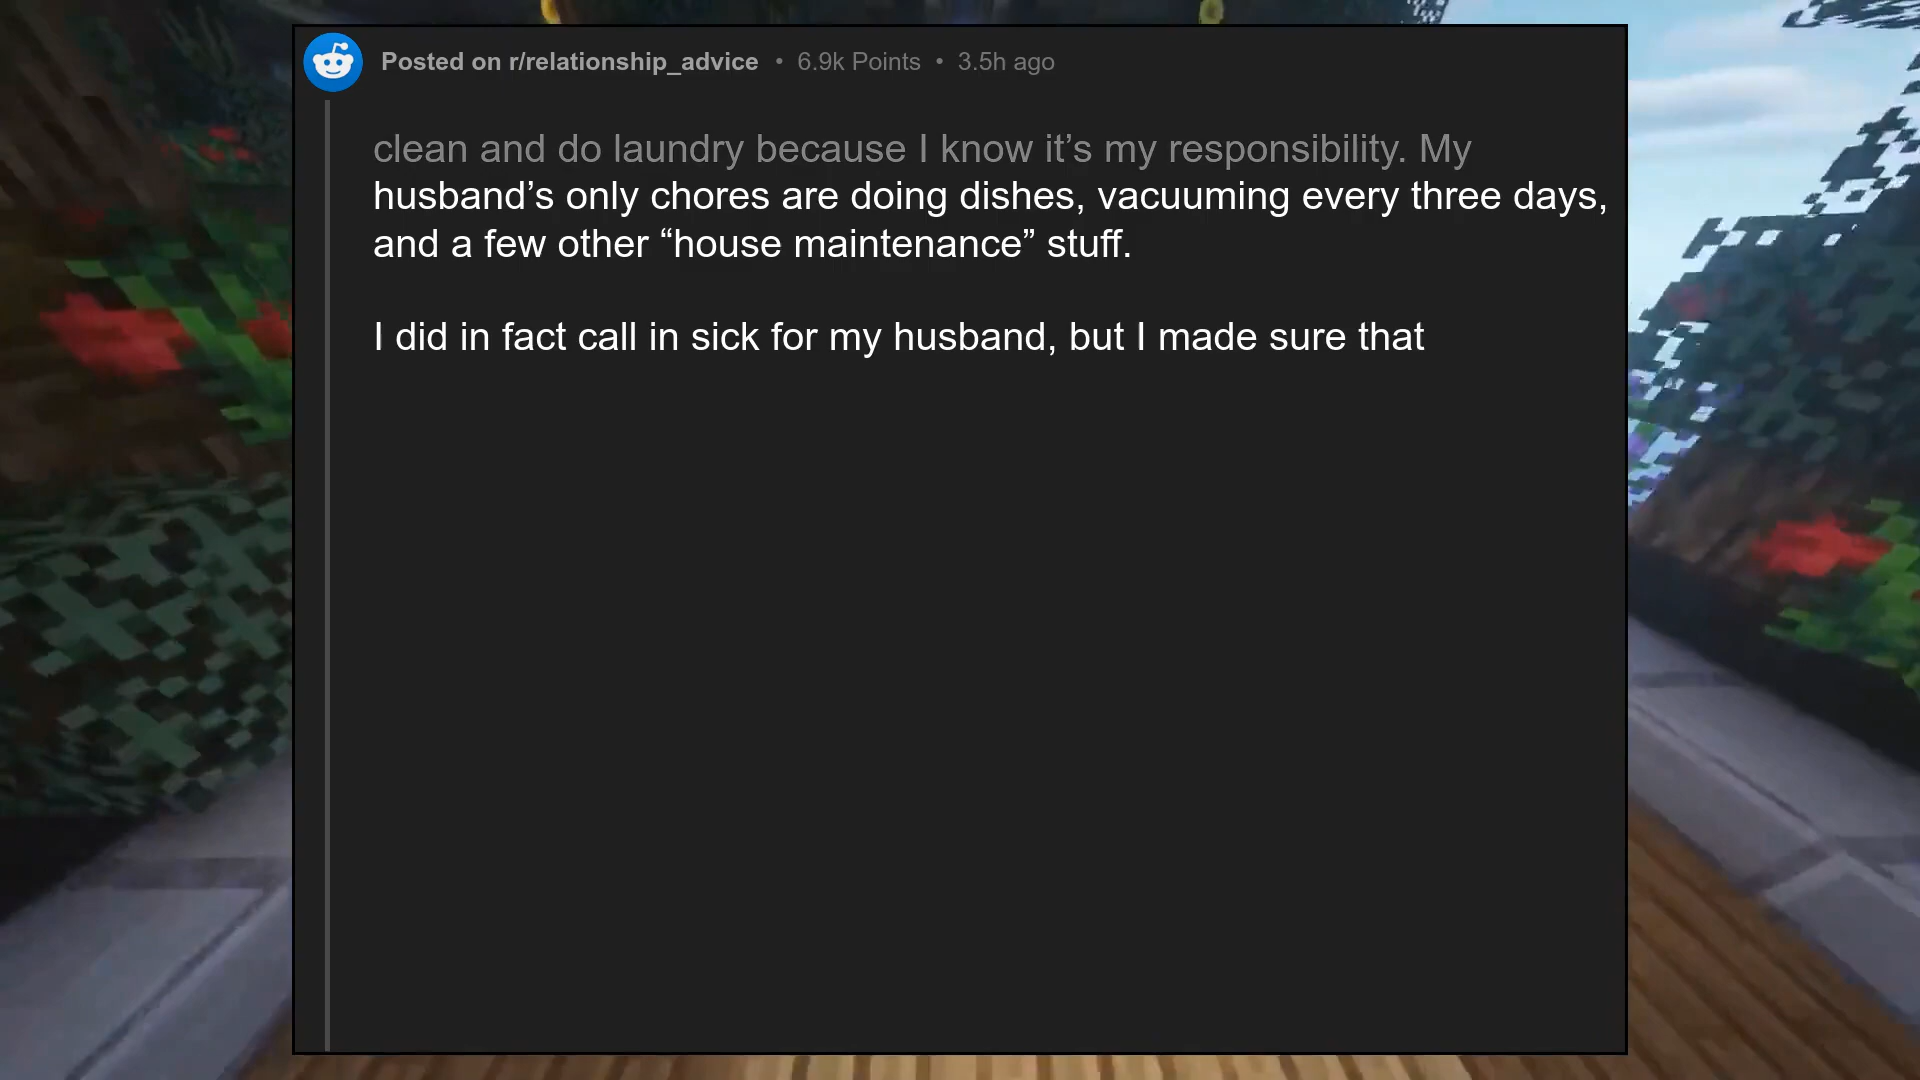 Posted on r/relationship_advice • 6.9k Points • 3.5h ago
clean and do laundry because I know it’s my responsibility. My
husband’s only chores are doing dishes, vacuuming every three days,
and a few other “house maintenance” stuff.
I did in fact call in sick for my husband, but I made sure that